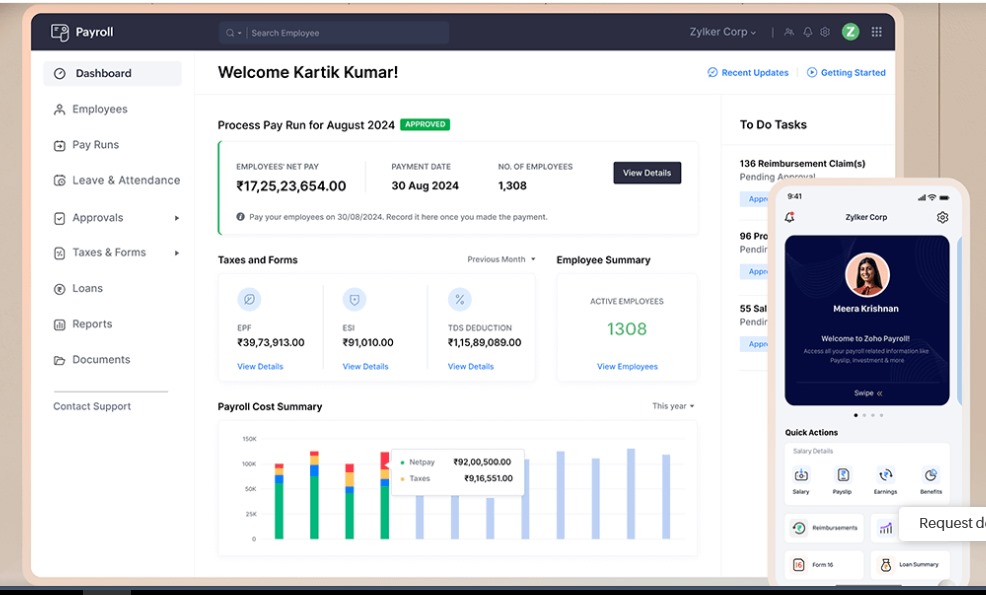 Payroll
Search Employee
Zylker Corp
Z
Dashboard
Employees
Pay Runs
Leave & Attendance
Approvals
Taxes & Forms
Loans
Reports
Documents
Contact Support
Welcome Kartik Kumar!
Recent Updates
Getting Started
Process Pay Run for August 2024 APPROVED
EMPLOYEES' NET PAY
₹17,25,23,654.00
PAYMENT DATE
30 Aug 2024
NO. OF EMPLOYEES
1,308
View Details
Pay your employees on 30/08/2024. Record it here once you made the payment.
Taxes and Forms
Previous Month
EPF
₹39,73,913.00
View Details
ESI
₹91,010.00
View Details
TDS DEDUCTION
₹1,15,89,089.00
View Details
Employee Summary
ACTIVE EMPLOYEES
1308
View Employees
Payroll Cost Summary
This year
150K
100K
50K
25K
0
Netpay ₹92,00,500.00
Taxes ₹9,16,551.00
To Do Tasks
136 Reimbursement Claim(s)
Pending Approval
Appr
96 Pro
Pendin
Appr
55 Sal
Pendin
Appr
9:41
Zylker Corp
Meera Krishnan
Welcome to Zoho Payroll!
Access all your payroll related information like
Payslip, investment & more
Swipe
Quick Actions
Salary Details
Salary
Payslip
Earnings
Benefits
Reimbursements
Request de
Form 16
Loan Summary